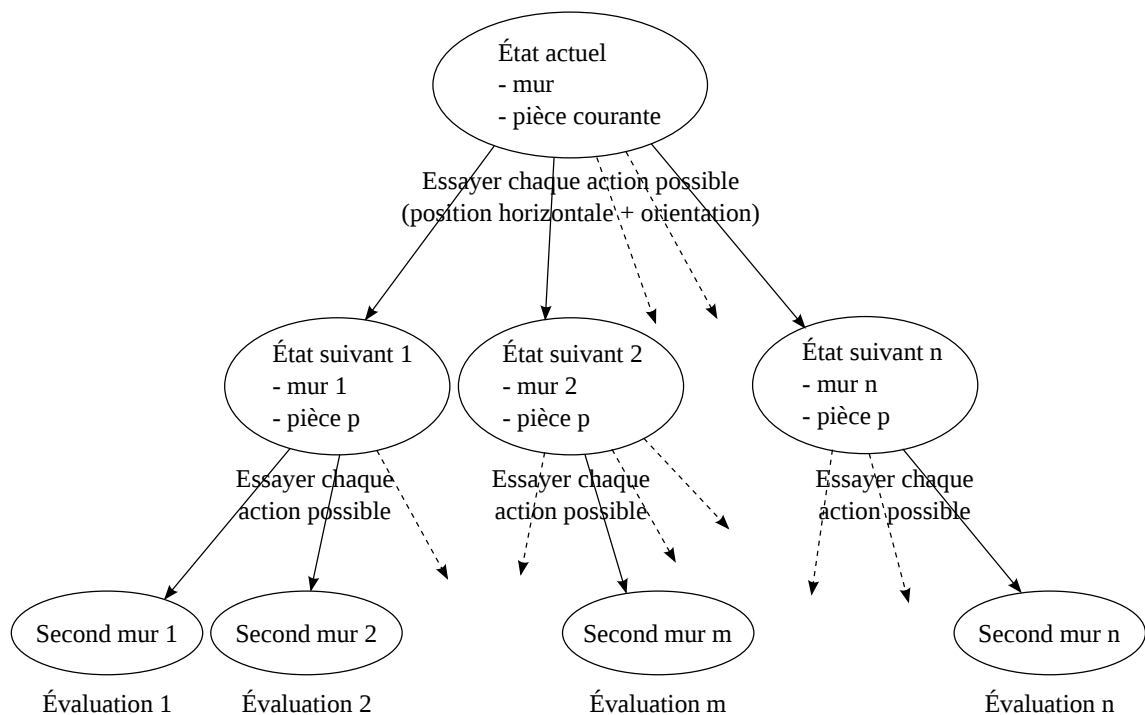 État actuel
- mur
- pièce courante
Essayer chaque action possible
(position horizontale + orientation)
État suivant 1
- mur 1
- pièce p
État suivant 2
- mur 2
- pièce p
État suivant n
- mur n
- pièce p
Essayer chaque
action possible
Essayer chaque
action possible
Essayer chaque
action possible
Second mur 1
Second mur 2
Second mur m
Second mur n
Évaluation 1
Évaluation 2
Évaluation m
Évaluation n